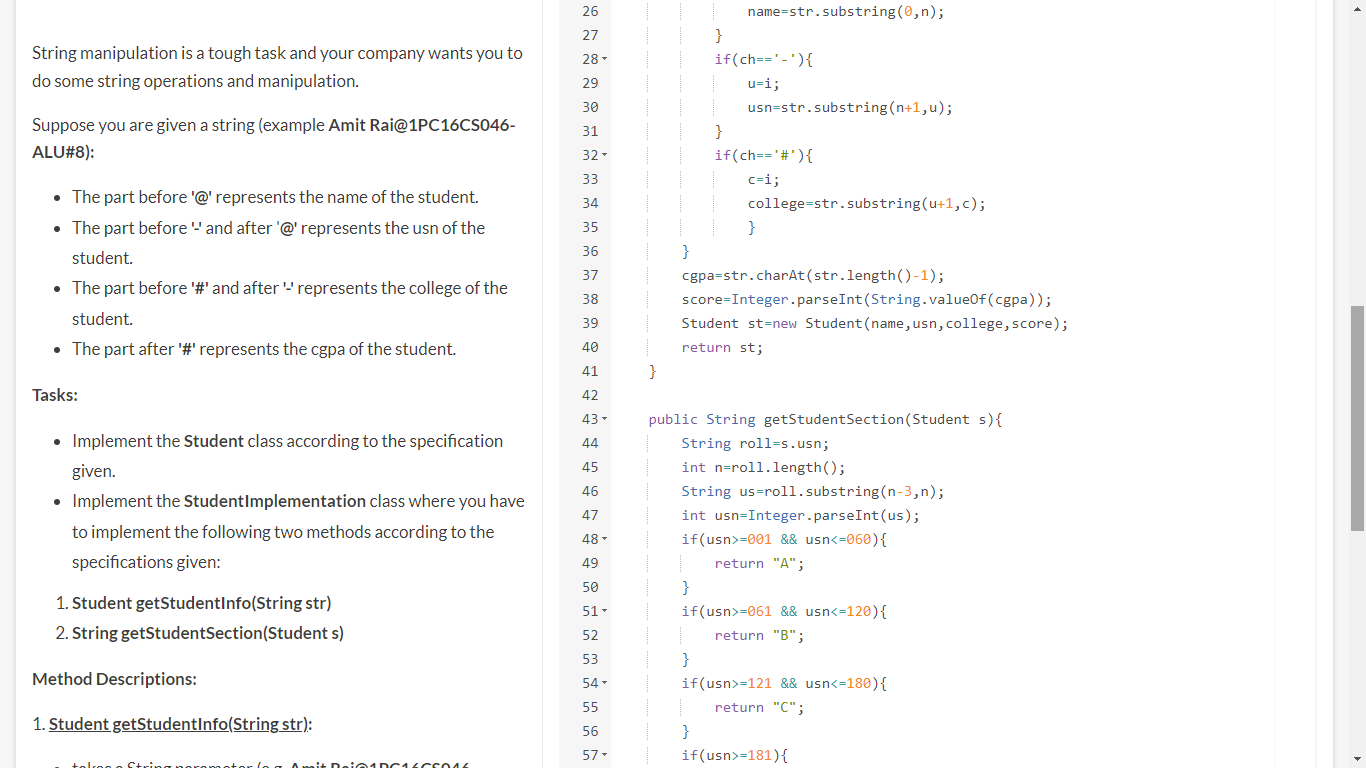 String manipulation is a tough task and your company wants you to
do some string operations and manipulation.
Suppose you are given a string (example Amit Rai@1PC16CS046-
ALU#8):
• The part before '@' represents the name of the student.
• The part before '-' and after '@' represents the usn of the
student.
• The part before '#' and after '-' represents the college of the
student.
• The part after '#' represents the cgpa of the student.
Tasks:
• Implement the Student class according to the specification
given.
• Implement the StudentImplementation class where you have
to implement the following two methods according to the
specifications given:
1. Student getStudentInfo(String str)
2. String getStudentSection(Student s)
Method Descriptions:
1. Student getStudentInfo(String str):
• takes a String parameter (e.g. Amit Rai@1PC16CS046-
26 name=str.substring(0,n);
27 }
28 if(ch=='-'){
29 u=i;
30 usn=str.substring(n+1,u);
31 }
32 if(ch=='#'){
33 c=i;
34 college=str.substring(u+1,c);
35 }
36 }
37 cgpa=str.charAt(str.length()-1);
38 score=Integer.parseInt(String.valueOf(cgpa));
39 Student st=new Student(name,usn,college,score);
40 return st;
41 }
42
43 public String getStudentSection(Student s){
44 String roll=s.usn;
45 int n=roll.length();
46 String us=roll.substring(n-3,n);
47 int usn=Integer.parseInt(us);
48 if(usn>=001 && usn<=060){
49 return "A";
50 }
51 if(usn>=061 && usn<=120){
52 return "B";
53 }
54 if(usn>=121 && usn<=180){
55 return "C";
56 }
57 if(usn>=181){